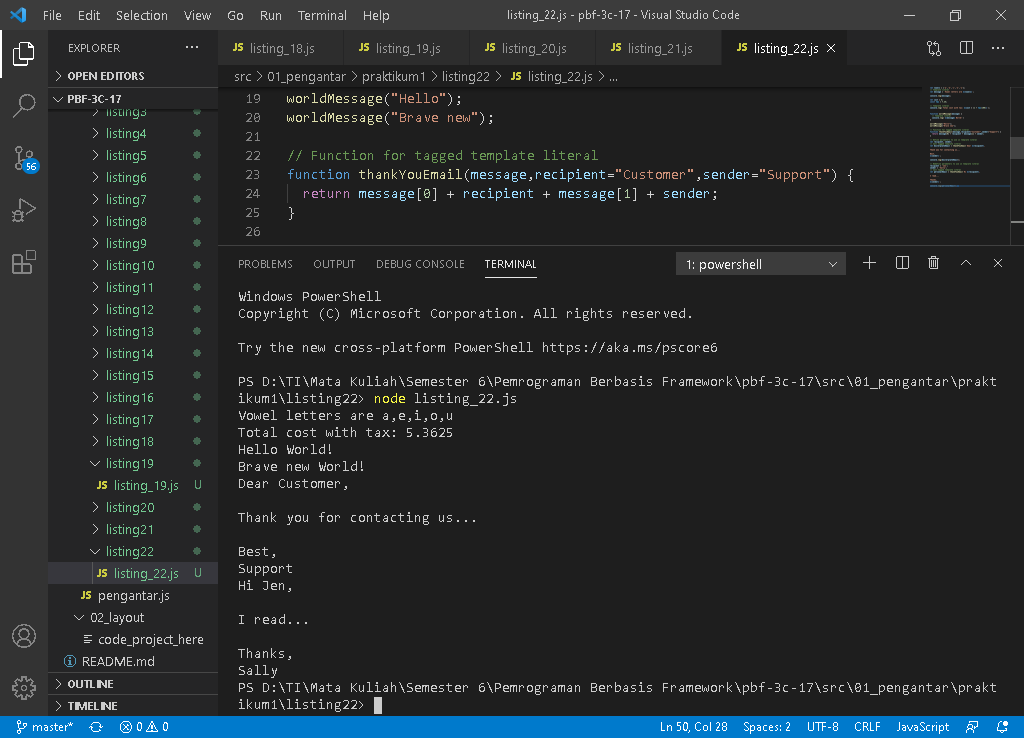 File Edit Selection View Go Run Terminal Help listing_22.js - pbf-3c-17 - Visual Studio Code
EXPLORER ...
OPEN EDITORS
PBF-3C-17
listing3
listing4
listing5
listing6
listing7
listing8
listing9
listing10
listing11
listing12
listing13
listing14
listing15
listing16
listing17
listing18
listing19
JS listing_19.js U
listing20
listing21
listing22
JS listing_22.js U
JS pengantar.js
02_layout
code_project_here
README.md
OUTLINE
TIMELINE
56
JS listing_18.js JS listing_19.js JS listing_20.js JS listing_21.js JS listing_22.js
src > 01_pengantar > praktikum1 > listing22 > JS listing_22.js > ...
19 worldMessage("Hello");
20 worldMessage("Brave new");
21
22 // Function for tagged template literal
23 function thankYouEmail(message,recipient="Customer",sender="Support") {
24 return message[0] + recipient + message[1] + sender;
25 }
26
PROBLEMS OUTPUT DEBUG CONSOLE TERMINAL 1: powershell
Windows PowerShell
Copyright (C) Microsoft Corporation. All rights reserved.
Try the new cross-platform PowerShell https://aka.ms/pscore6
PS D:\TI\Mata Kuliah\Semester 6\Pemrograman Berbasis Framework\pbf-3c-17\src\01_pengantar\prakt
ikum1\listing22> node listing_22.js
Vowel letters are a,e,i,o,u
Total cost with tax: 5.3625
Hello World!
Brave new World!
Dear Customer,
Thank you for contacting us...
Best,
Support
Hi Jen,
I read...
Thanks,
Sally
PS D:\TI\Mata Kuliah\Semester 6\Pemrograman Berbasis Framework\pbf-3c-17\src\01_pengantar\prakt
ikum1\listing22>
master* 0 0 Ln 50, Col 28 Spaces: 2 UTF-8 CRLF JavaScript